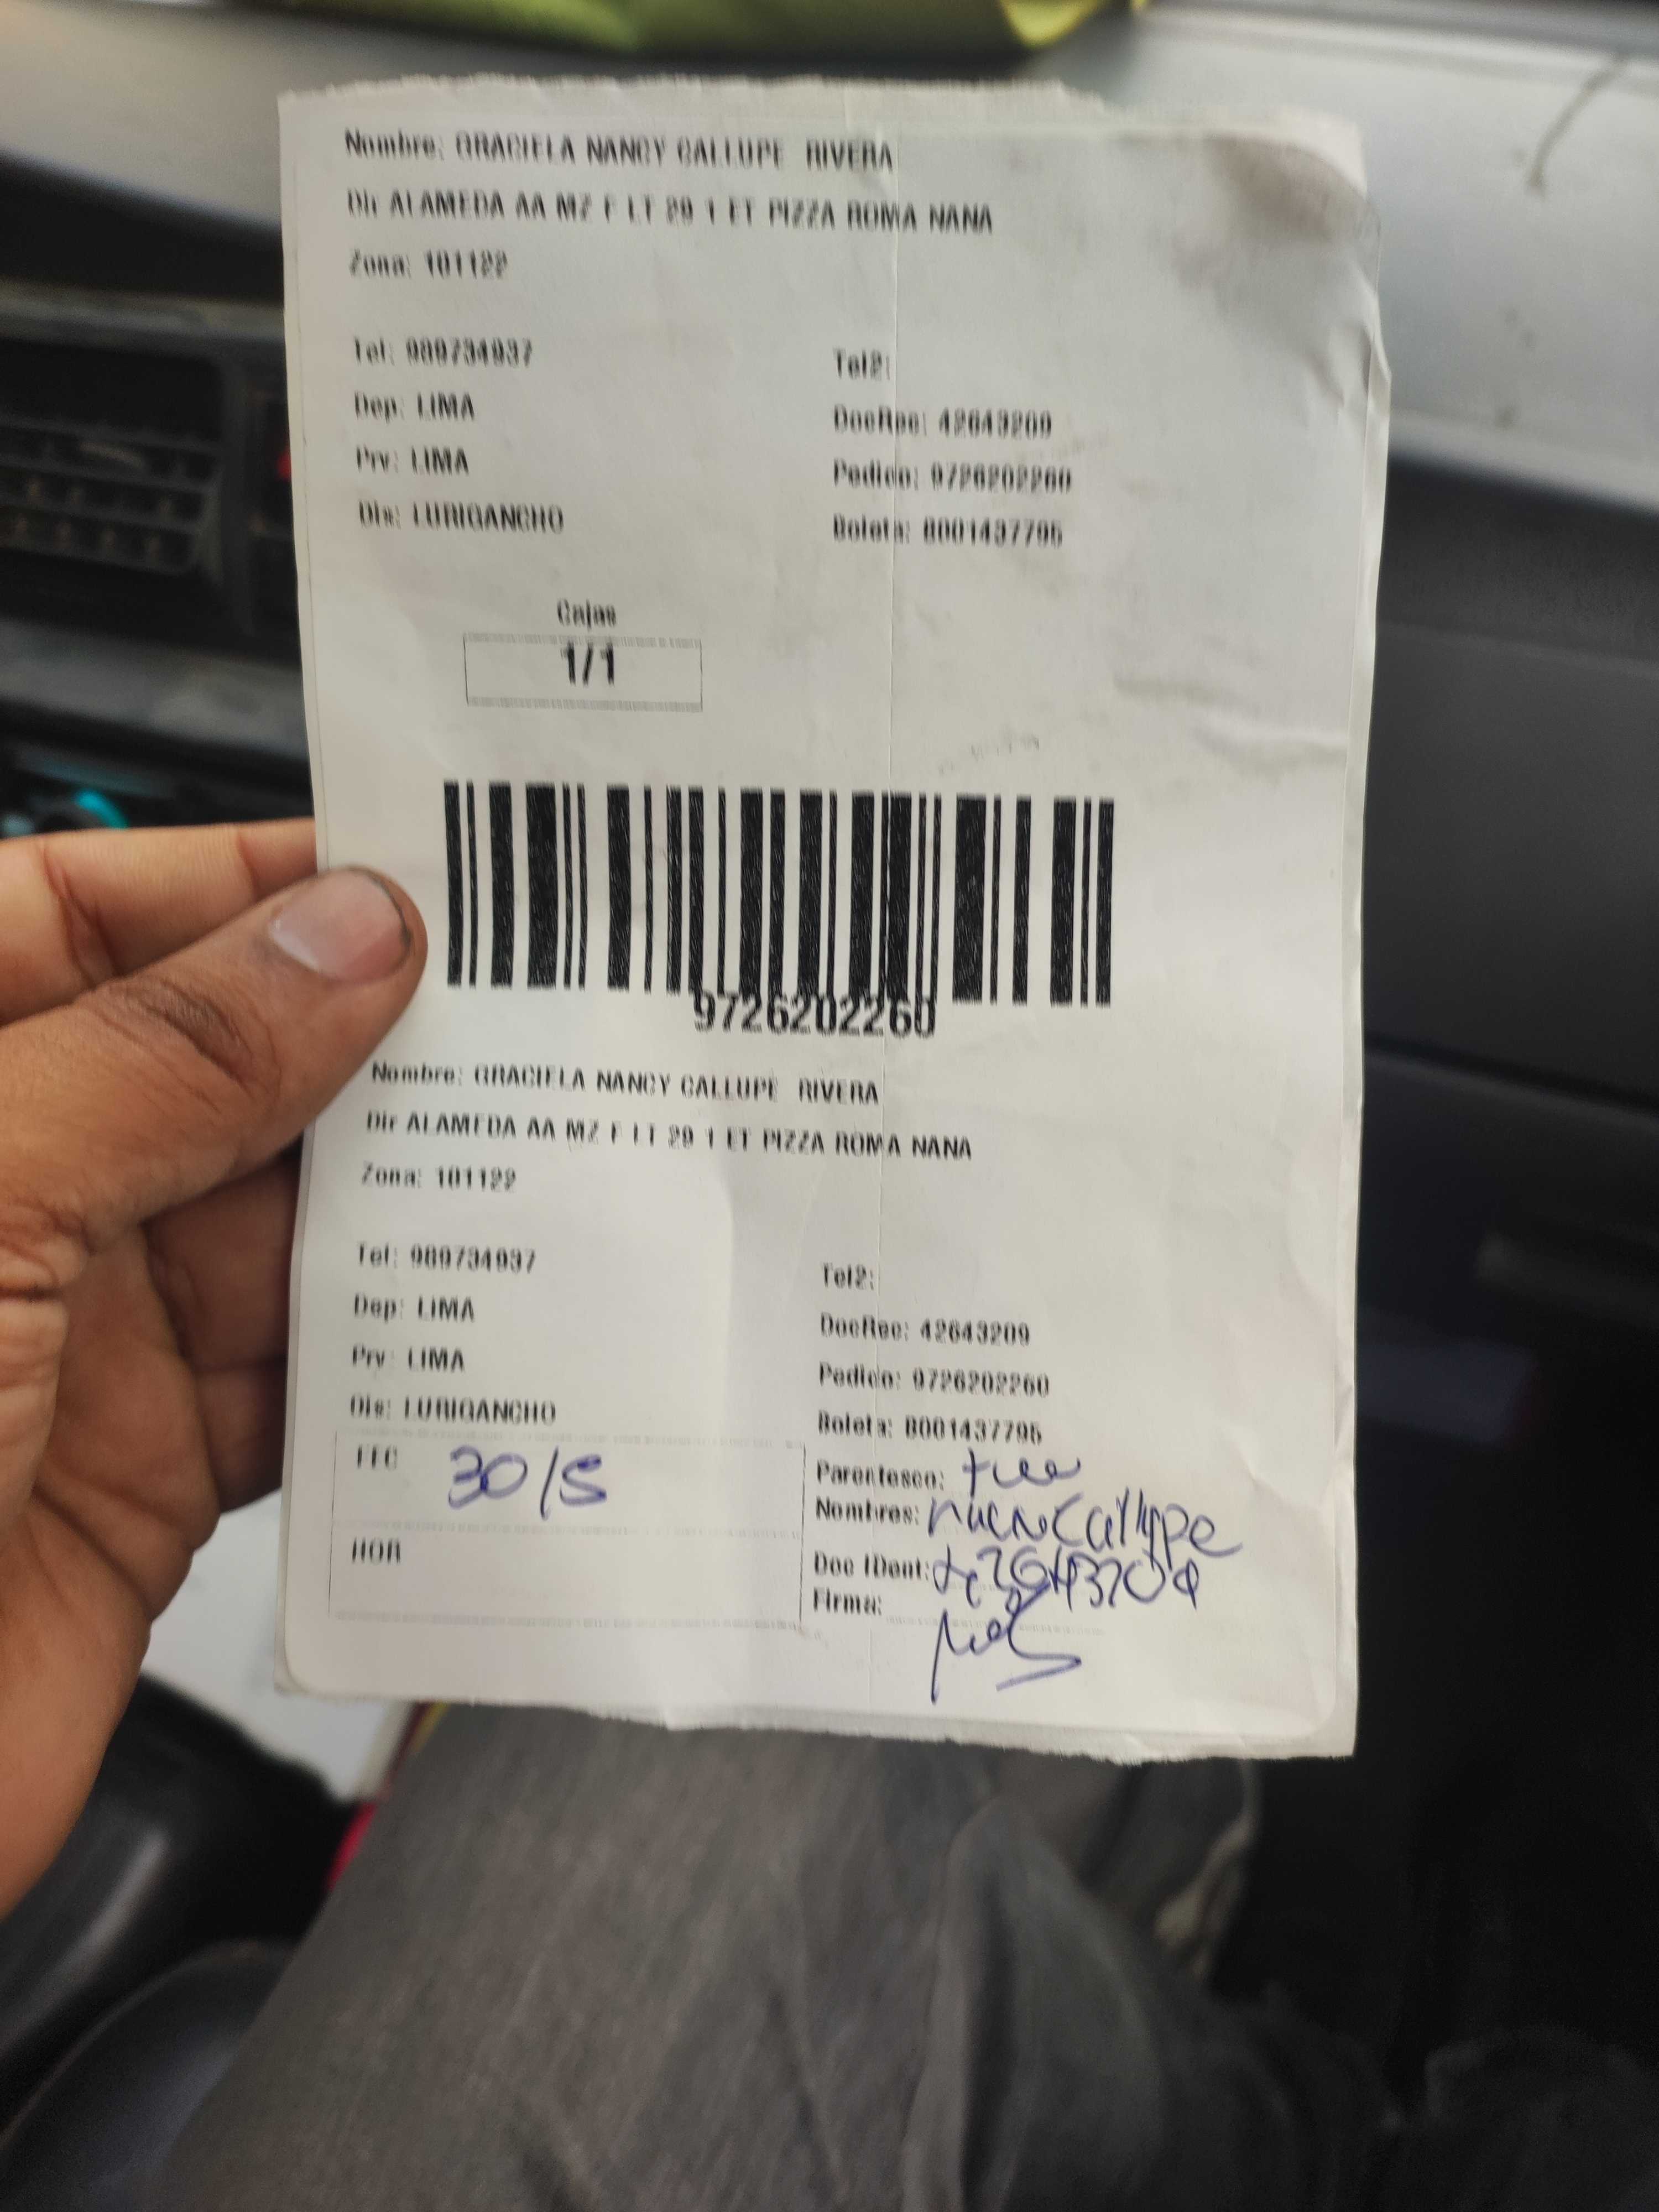 Nombre: GRACIELA NANCY CALLUPE RIVERA
Dir ALAMEDA AA MZ F LT 29 1 ET PIZZA ROMA NANA
Zona: 101122
Tel: 989734937 Tel2:
Dep: LIMA DocRec: 42643209
Prv: LIMA Pedido: 9726202260
Dis: LURIGANCHO Boleta: B001437795
Cajas
1/1
9726202260
Nombre: GRACIELA NANCY CALLUPE RIVERA
Dir ALAMEDA AA MZ F LT 29 1 ET PIZZA ROMA NANA
Zona: 101122
Tel: 989734937 Tel2:
Dep: LIMA DocRec: 42643209
Prv: LIMA Pedido: 9726202260
Dis: LURIGANCHO Boleta: B001437795
FEC 30/5 Parentesco:
Nombres: Callupe
HOR Doc IDent:
Firma: